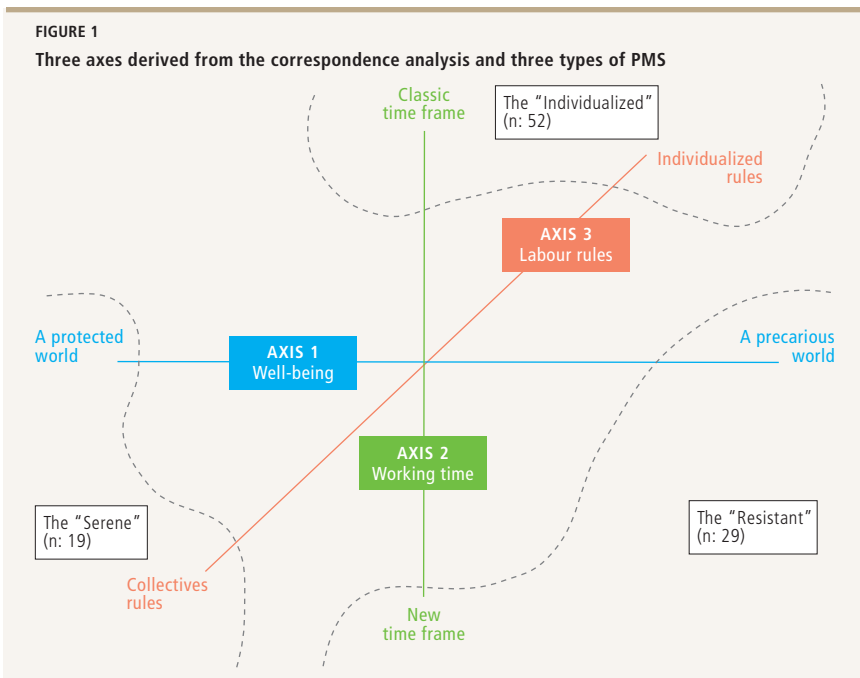 FIGURE 1
Three axes derived from the correspondence analysis and three types of PMS
Classic
time frame
The “Individualized”
(n: 52)
Individualized
rules
AXIS 3
Labour rules
A protected
world
AXIS 1
Well-being
A precarious
world
AXIS 2
Working time
The “Serene”
(n: 19)
The “Resistant”
(n: 29)
Collectives
rules
New
time frame